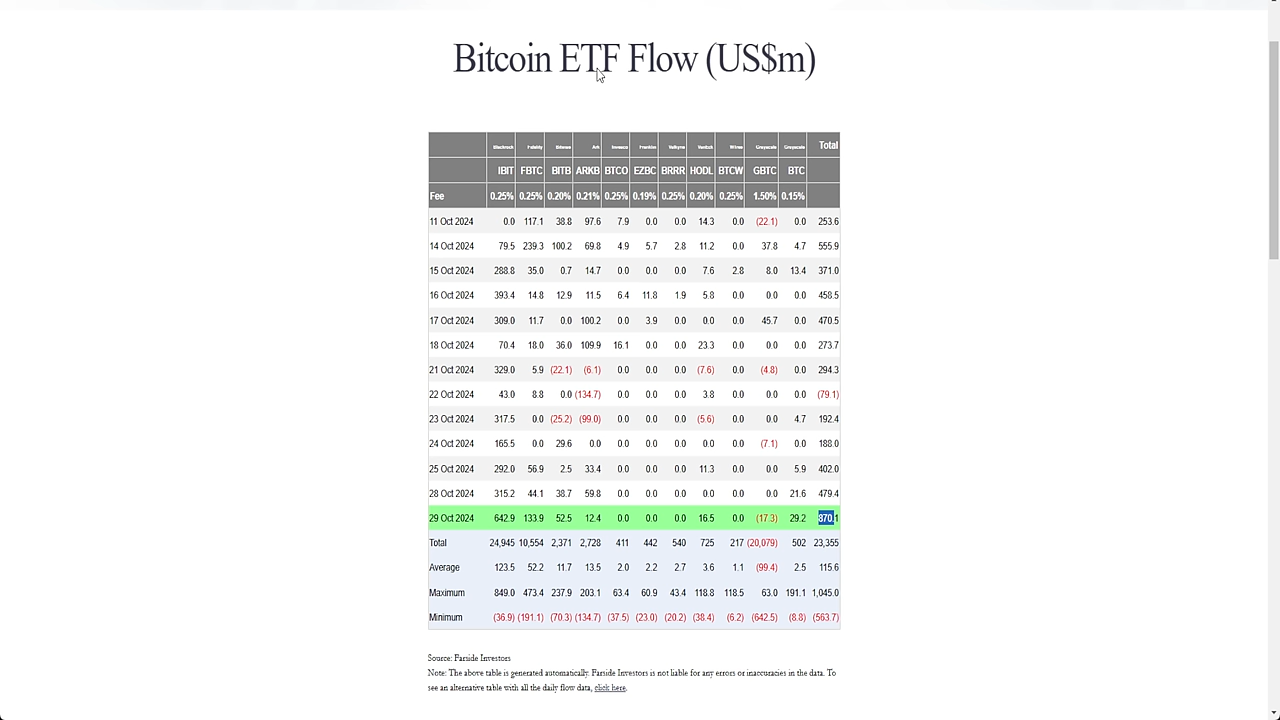 Bitcoin ETF Flow (US$m)
Blackrock Fidelity Bitwise Ark Invesco Franklin Valkyrie VanEck Wtree Grayscale Grayscale Total
IBIT FBTC BITB ARKB BTCO EZBC BRRR HODL BTCW GBTC BTC
Fee 0.25% 0.25% 0.20% 0.21% 0.25% 0.19% 0.25% 0.20% 0.25% 1.50% 0.15%
11 Oct 2024 0.0 117.1 38.8 97.6 7.9 0.0 0.0 14.3 0.0 (22.1) 0.0 253.6
14 Oct 2024 79.5 239.3 100.2 69.8 4.9 5.7 2.8 11.2 0.0 37.8 4.7 555.9
15 Oct 2024 288.8 35.0 0.7 14.7 0.0 0.0 0.0 7.6 2.8 8.0 13.4 371.0
16 Oct 2024 393.4 14.8 12.9 11.5 6.4 11.8 1.9 5.8 0.0 0.0 0.0 458.5
17 Oct 2024 309.0 11.7 0.0 100.2 0.0 3.9 0.0 0.0 0.0 45.7 0.0 470.5
18 Oct 2024 70.4 18.0 36.0 109.9 16.1 0.0 0.0 23.3 0.0 0.0 0.0 273.7
21 Oct 2024 329.0 5.9 (22.1) (6.1) 0.0 0.0 0.0 (7.6) 0.0 (4.8) 0.0 294.3
22 Oct 2024 43.0 8.8 0.0 (134.7) 0.0 0.0 0.0 3.8 0.0 0.0 0.0 (79.1)
23 Oct 2024 317.5 0.0 (25.2) (99.0) 0.0 0.0 0.0 (5.6) 0.0 0.0 4.7 192.4
24 Oct 2024 165.5 0.0 29.6 0.0 0.0 0.0 0.0 0.0 0.0 (7.1) 0.0 188.0
25 Oct 2024 292.0 56.9 2.5 33.4 0.0 0.0 0.0 11.3 0.0 0.0 5.9 402.0
28 Oct 2024 315.2 44.1 38.7 59.8 0.0 0.0 0.0 0.0 0.0 0.0 21.6 479.4
29 Oct 2024 642.9 133.9 52.5 12.4 0.0 0.0 0.0 16.5 0.0 (17.3) 29.2 870.1
Total 24,945 10,554 2,371 2,728 411 442 540 725 217 (20,079) 502 23,355
Average 123.5 52.2 11.7 13.5 2.0 2.2 2.7 3.6 1.1 (99.4) 2.5 115.6
Maximum 849.0 473.4 237.9 203.1 63.4 60.9 43.4 118.8 118.5 63.0 191.1 1,045.0
Minimum (36.9) (191.1) (70.3) (134.7) (37.5) (23.0) (20.2) (38.4) (6.2) (642.5) (8.8) (563.7)
Source: Farside Investors
Note: The above table is generated automatically. Farside Investors is not liable for any errors or inaccuracies in the data. To
see an alternative table with all the daily flow data, click here.